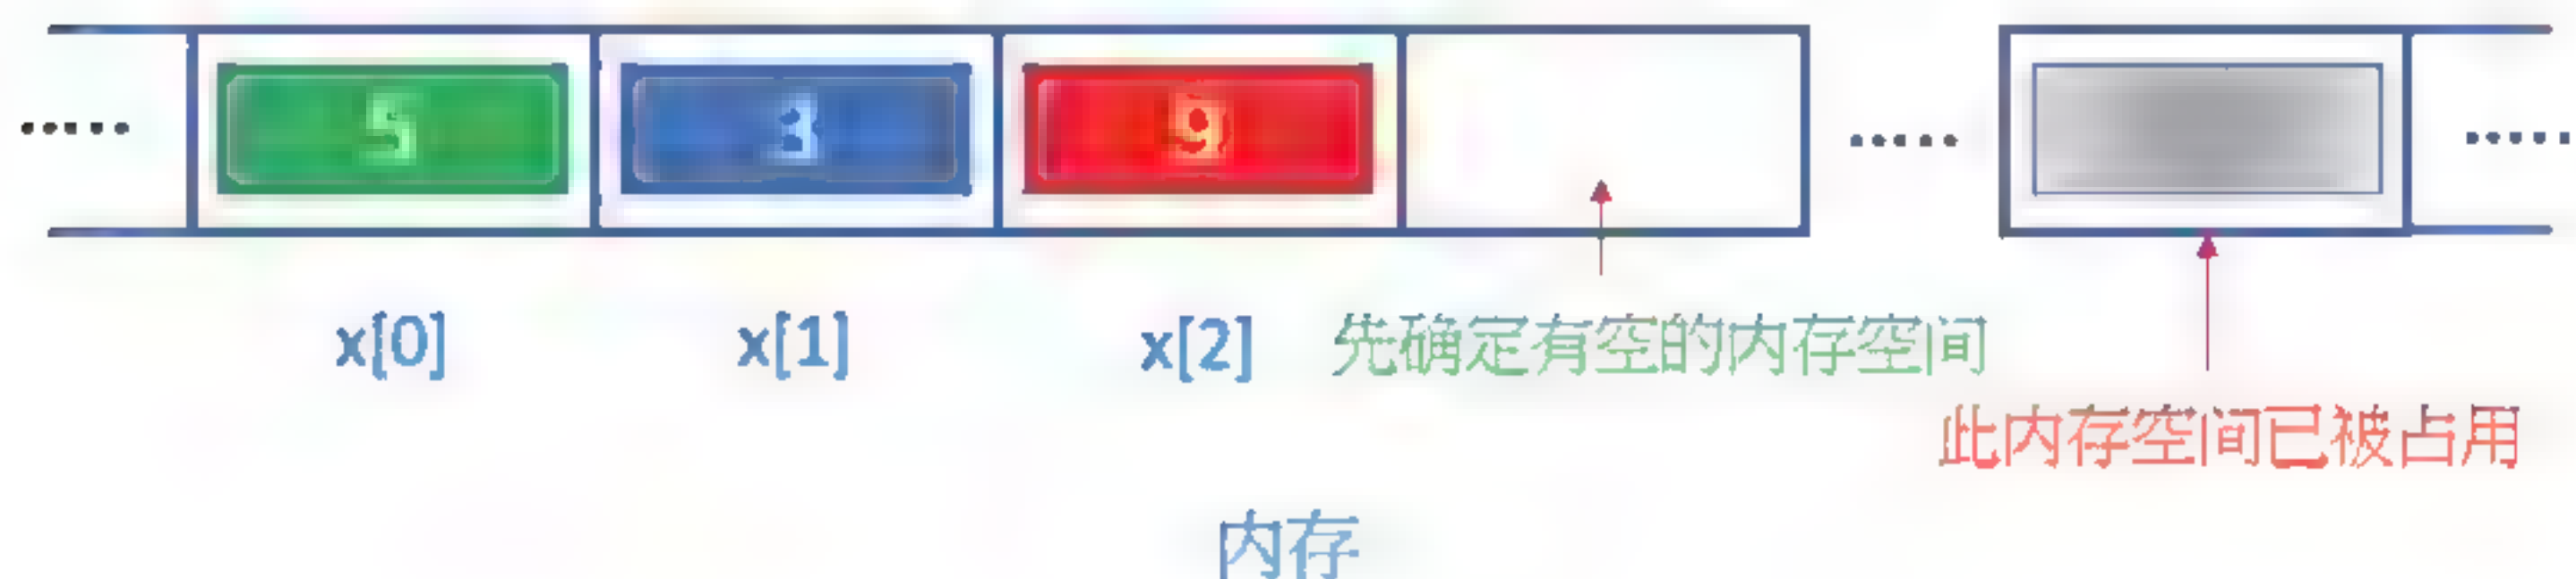 ..... 5 3 9 ..... .....
x[0] x[1] x[2] 先确定有空的内存空间
此内存空间已被占用
内存